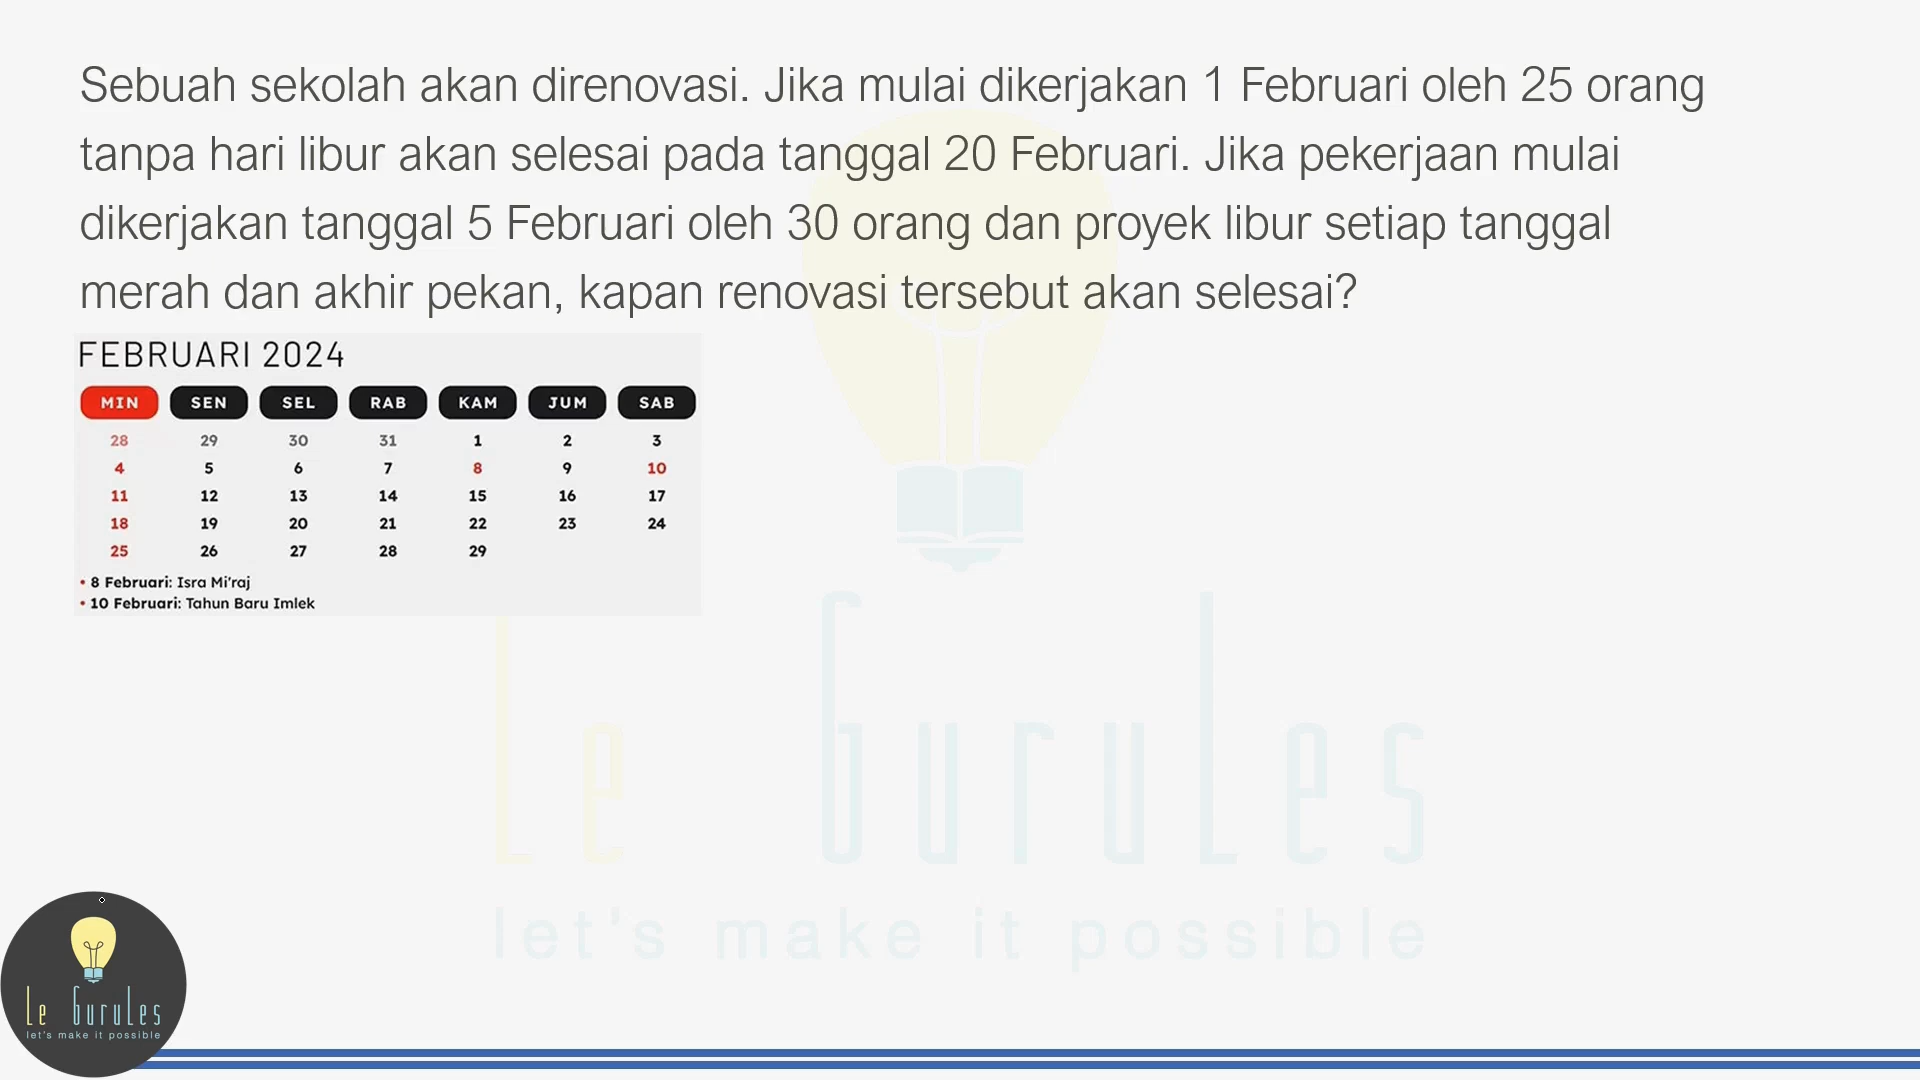 Sebuah sekolah akan direnovasi. Jika mulai dikerjakan 1 Februari oleh 25 orang
tanpa hari libur akan selesai pada tanggal 20 Februari. Jika pekerjaan mulai
dikerjakan tanggal 5 Februari oleh 30 orang dan proyek libur setiap tanggal
merah dan akhir pekan, kapan renovasi tersebut akan selesai?
FEBRUARI 2024
MIN SEN SEL RAB KAM JUM SAB
28 29 30 31 1 2 3
4 5 6 7 8 9 10
11 12 13 14 15 16 17
18 19 20 21 22 23 24
25 26 27 28 29
• 8 Februari: Isra Mi'raj
• 10 Februari: Tahun Baru Imlek
Le GuruLes
let's make it possible
Le GuruLes
let's make it possible